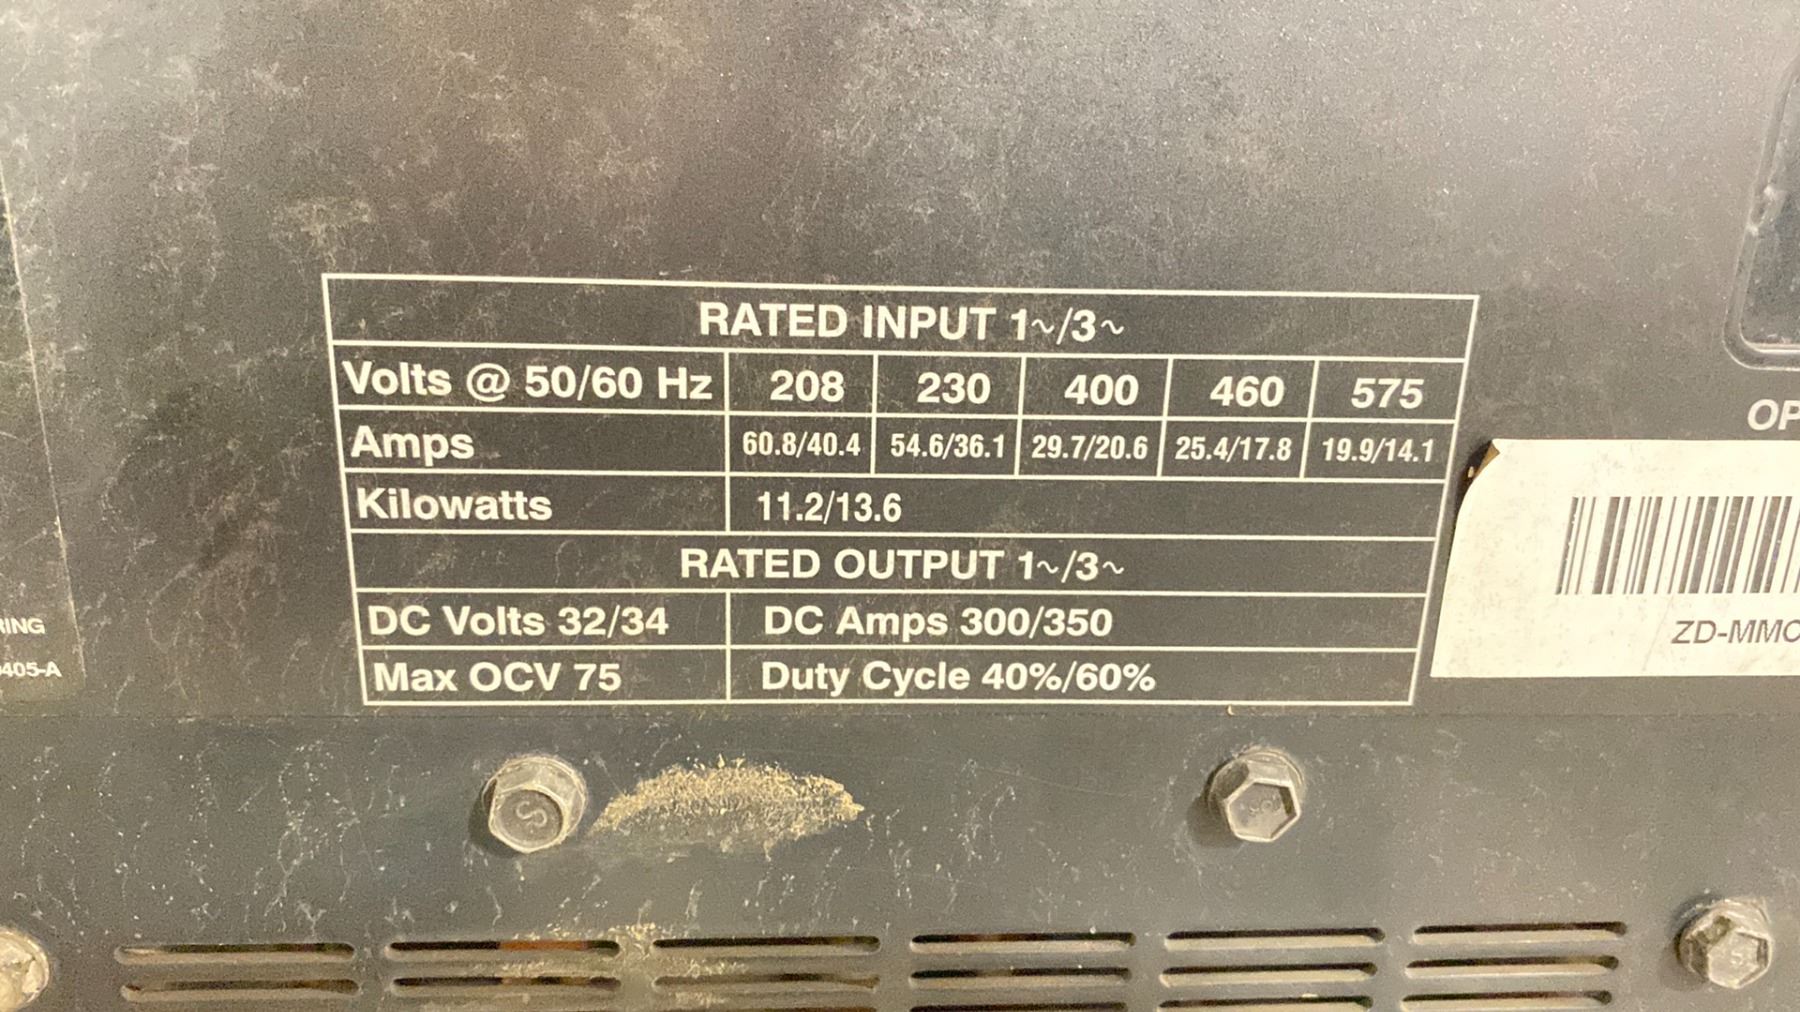 RATED INPUT 1~/3~
Volts @ 50/60 Hz 208 230 400 460 575
Amps 60.8/40.4 54.6/36.1 29.7/20.6 25.4/17.8 19.9/14.1
Kilowatts 11.2/13.6
RATED OUTPUT 1~/3~
DC Volts 32/34 DC Amps 300/350
Max OCV 75 Duty Cycle 40%/60%
RING
405-A
OP
ZD-MMC